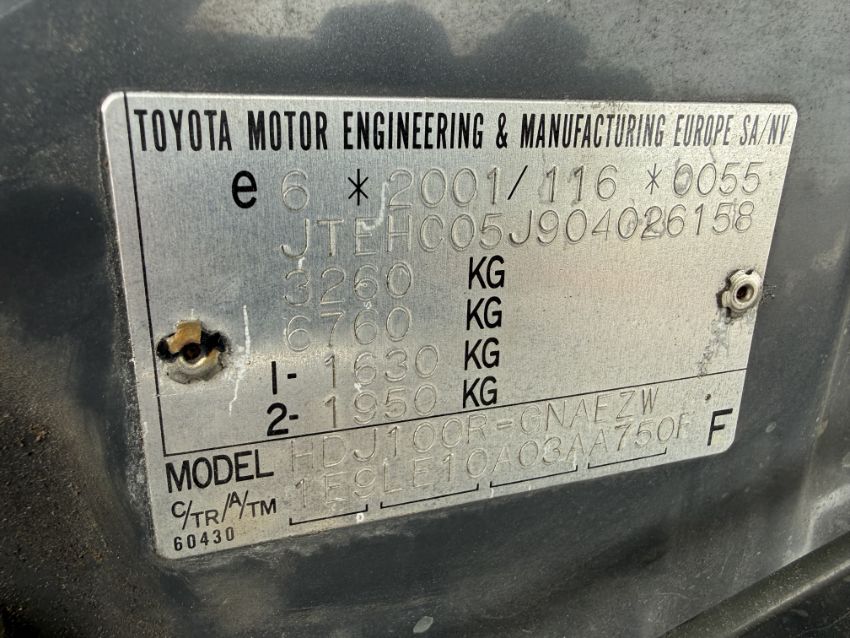 TOYOTA MOTOR ENGINEERING & MANUFACTURING EUROPE SA/NV
e 6 *2001/116*0055
JTEHC05J904026158
3260 KG
6760 KG
1- 1630 KG
2- 1950 KG
MODEL HDJ100R-GNAEZW
C/TR/A/TM 1E9LE10A03AA750F F
60430